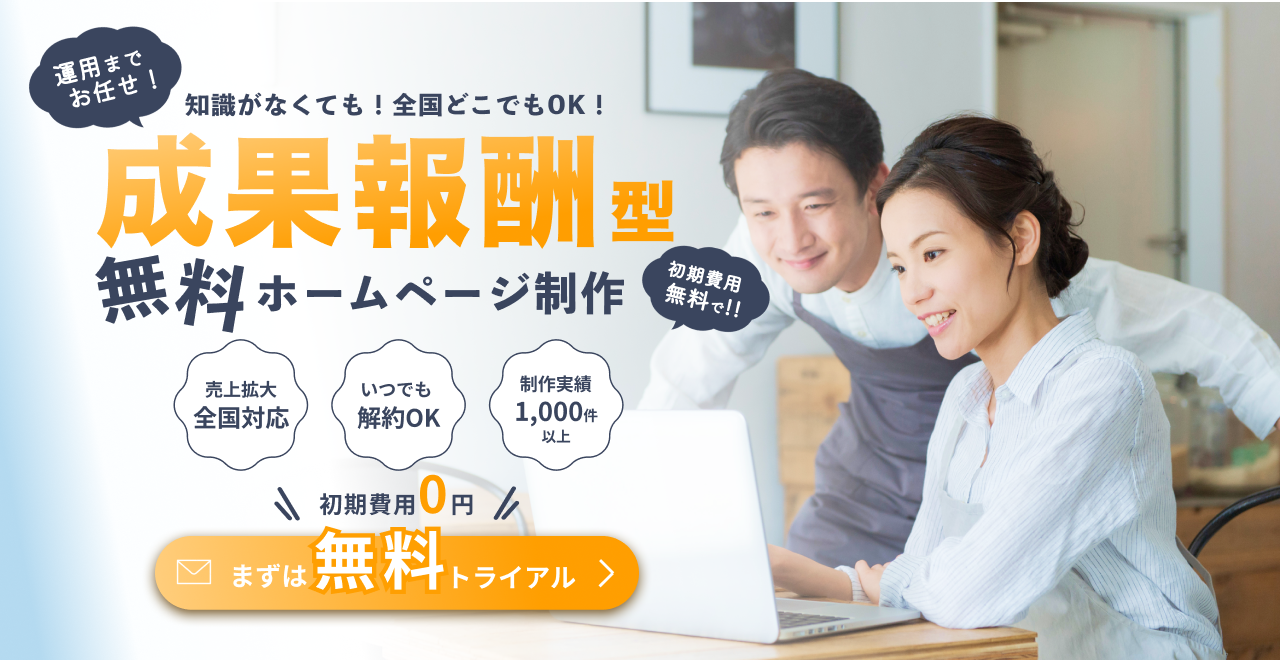 運用まで
お任せ!
知識がなくても!全国どこでもOK!
成果報酬型
無料ホームページ制作
初期費用
無料で!!
売上拡大
全国対応
いつでも
解約OK
制作実績
1,000件
以上
初期費用0円
まずは無料トライアル